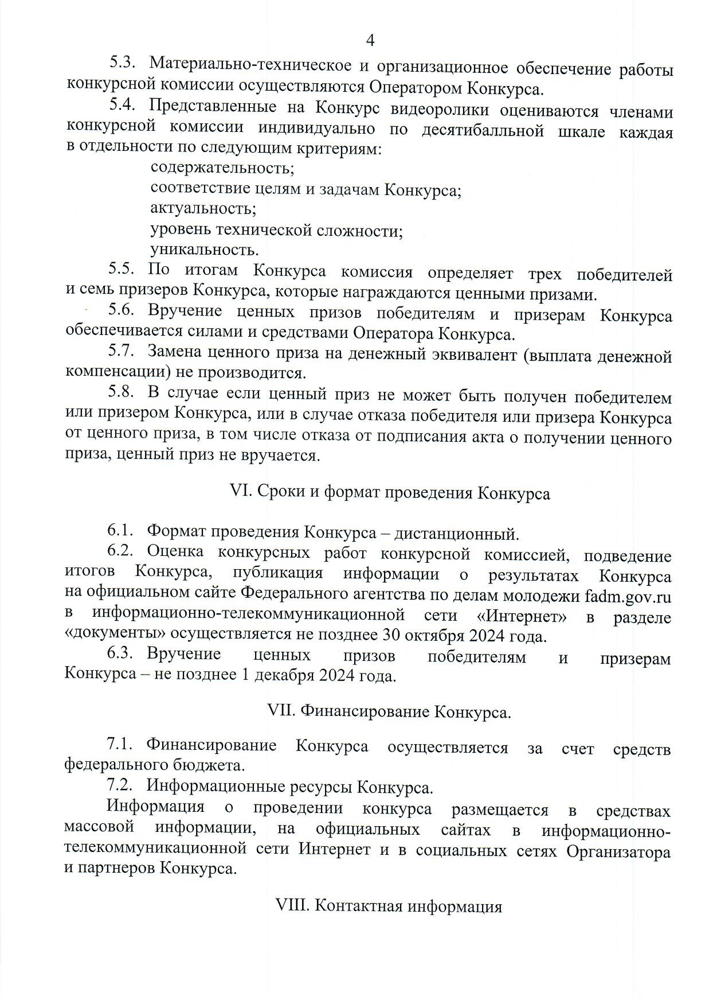 4
5.3. Материально-техническое и организационное обеспечение работы
конкурсной комиссии осуществляются Оператором Конкурса.
5.4. Представленные на Конкурс видеоролики оцениваются членами
конкурсной комиссии индивидуально по десятибалльной шкале каждая
в отдельности по следующим критериям:
содержательность;
соответствие целям и задачам Конкурса;
актуальность;
уровень технической сложности;
уникальность.
5.5. По итогам Конкурса комиссия определяет трех победителей
и семь призеров Конкурса, которые награждаются ценными призами.
5.6. Вручение ценных призов победителям и призерам Конкурса
обеспечивается силами и средствами Оператора Конкурса.
5.7. Замена ценного приза на денежный эквивалент (выплата денежной
компенсации) не производится.
5.8. В случае если ценный приз не может быть получен победителем
или призером Конкурса, или в случае отказа победителя или призера Конкурса
от ценного приза, в том числе отказа от подписания акта о получении ценного
приза, ценный приз не вручается.
VI. Сроки и формат проведения Конкурса
6.1. Формат проведения Конкурса – дистанционный.
6.2. Оценка конкурсных работ конкурсной комиссией, подведение
итогов Конкурса, публикация информации о результатах Конкурса
на официальном сайте Федерального агентства по делам молодежи fadm.gov.ru
в информационно-телекоммуникационной сети «Интернет» в разделе
«документы» осуществляется не позднее 30 октября 2024 года.
6.3. Вручение ценных призов победителям и призерам
Конкурса – не позднее 1 декабря 2024 года.
VII. Финансирование Конкурса.
7.1. Финансирование Конкурса осуществляется за счет средств
федерального бюджета.
7.2. Информационные ресурсы Конкурса.
Информация о проведении конкурса размещается в средствах
массовой информации, на официальных сайтах в информационно-
телекоммуникационной сети Интернет и в социальных сетях Организатора
и партнеров Конкурса.
VIII. Контактная информация